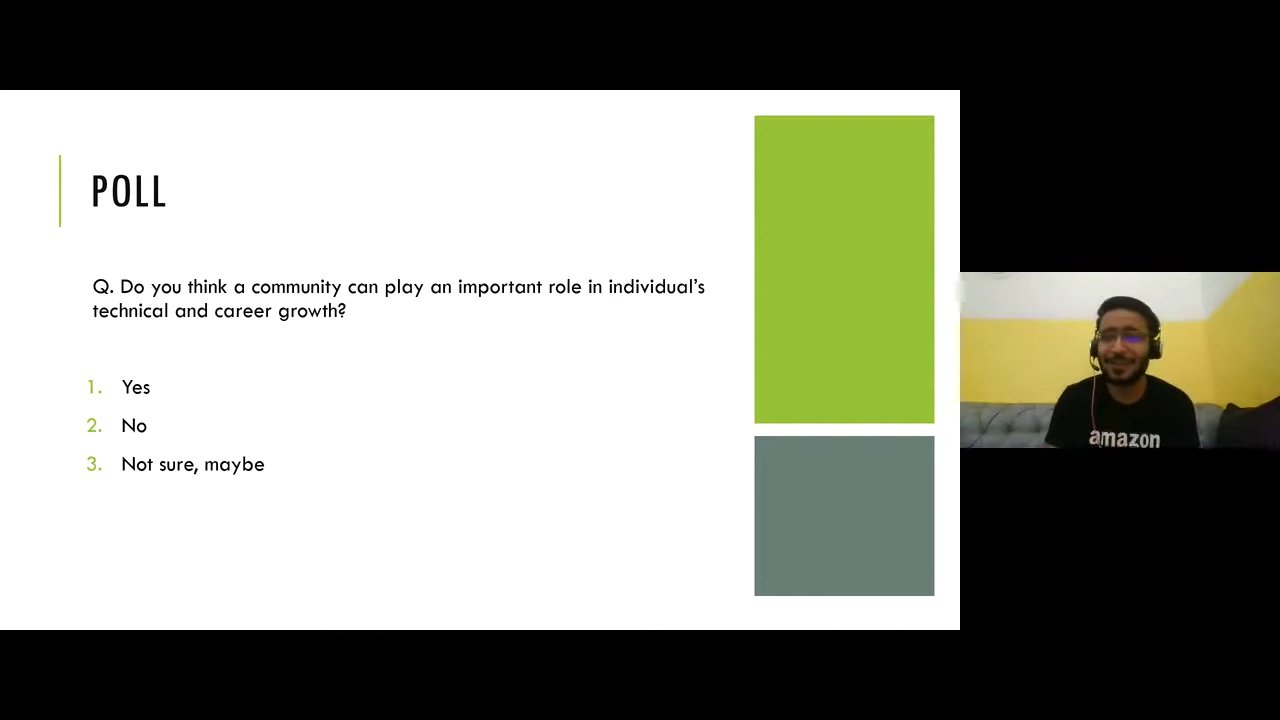 POLL
Q. Do you think a community can play an important role in individual's
technical and career growth?
1. Yes
2. No
3. Not sure, maybe
amazon